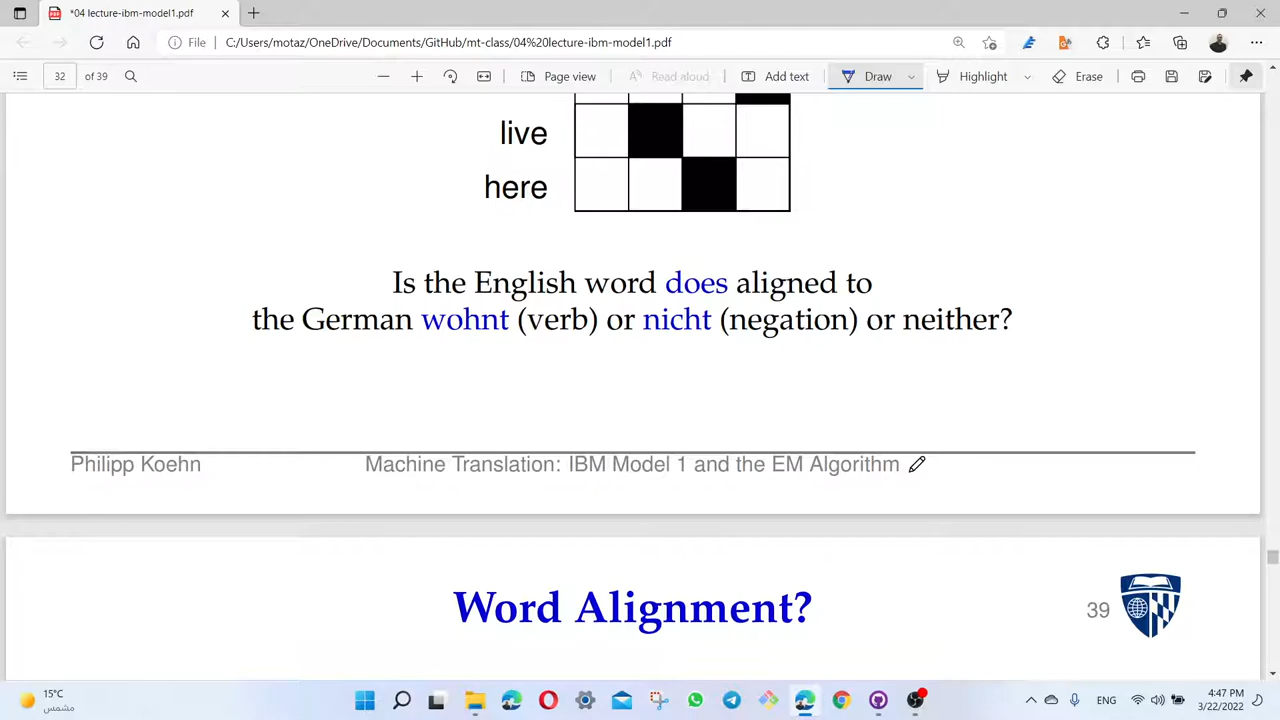 *04 lecture-ibm-model1.pdf
File C:/Users/motaz/OneDrive/Documents/GitHub/mt-class/04%20lecture-ibm-model1.pdf
32 of 39 Page view Read aloud Add text Draw Highlight Erase
live
here
Is the English word does aligned to
the German wohnt (verb) or nicht (negation) or neither?
Philipp Koehn Machine Translation: IBM Model 1 and the EM Algorithm
Word Alignment? 39
15°C ENG 4:47 PM
مشمس 3/22/2022